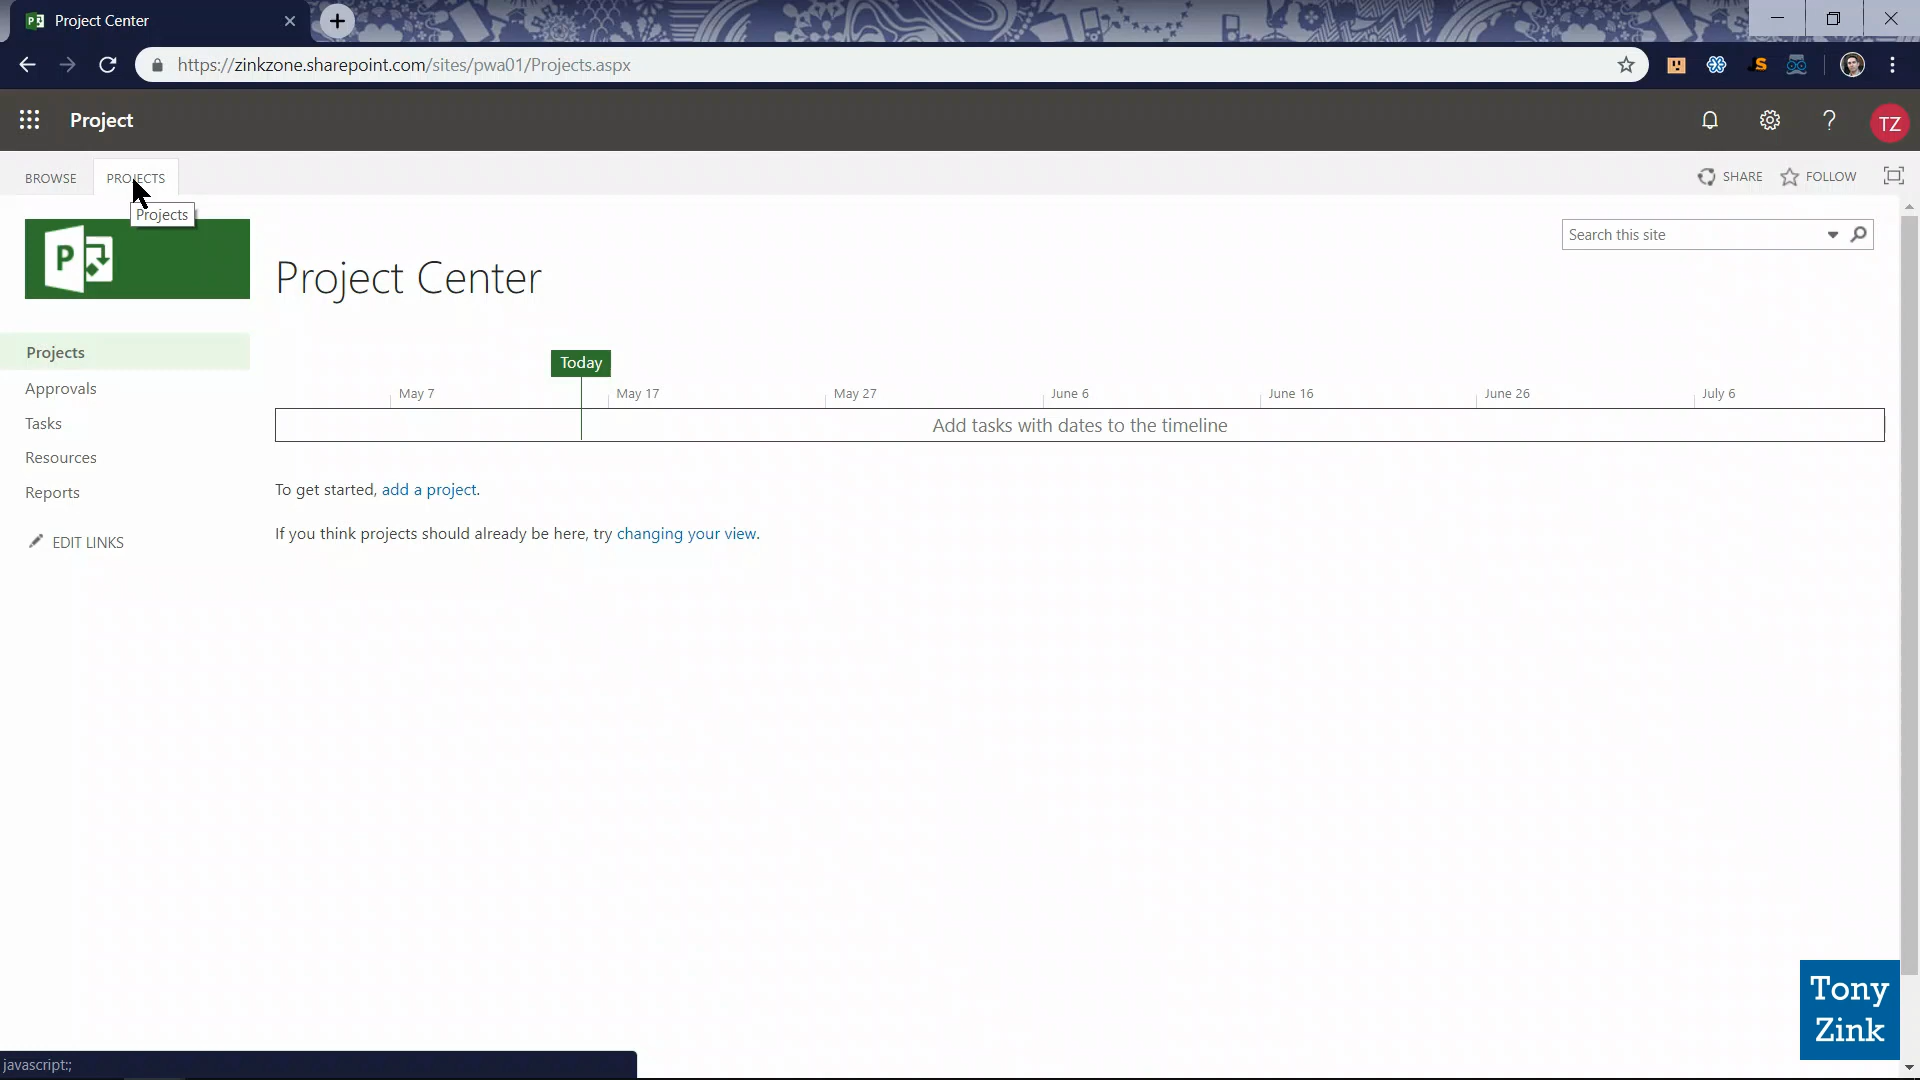 Project Center
https://zinkzone.sharepoint.com/sites/pwa01/Projects.aspx
JS
Project
TZ
BROWSE PROJECTS
SHARE FOLLOW
Projects
P
Search this site
Project Center
Projects
Approvals
Tasks
Resources
Reports
EDIT LINKS
Today
May 7 May 17 May 27 June 6 June 16 June 26 July 6
Add tasks with dates to the timeline
To get started, add a project.
If you think projects should already be here, try changing your view.
Tony
Zink
javascript:;